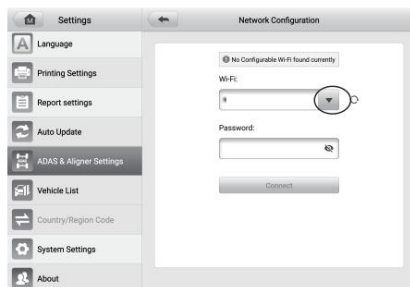 Settings
Network Configuration
Language
Printing Settings
Report settings
Auto Update
ADAS & Aligner Settings
Vehicle List
Country/Region Code
System Settings
About
No Configurable Wi-Fi found currently
Wi-Fi:
Password:
Connect